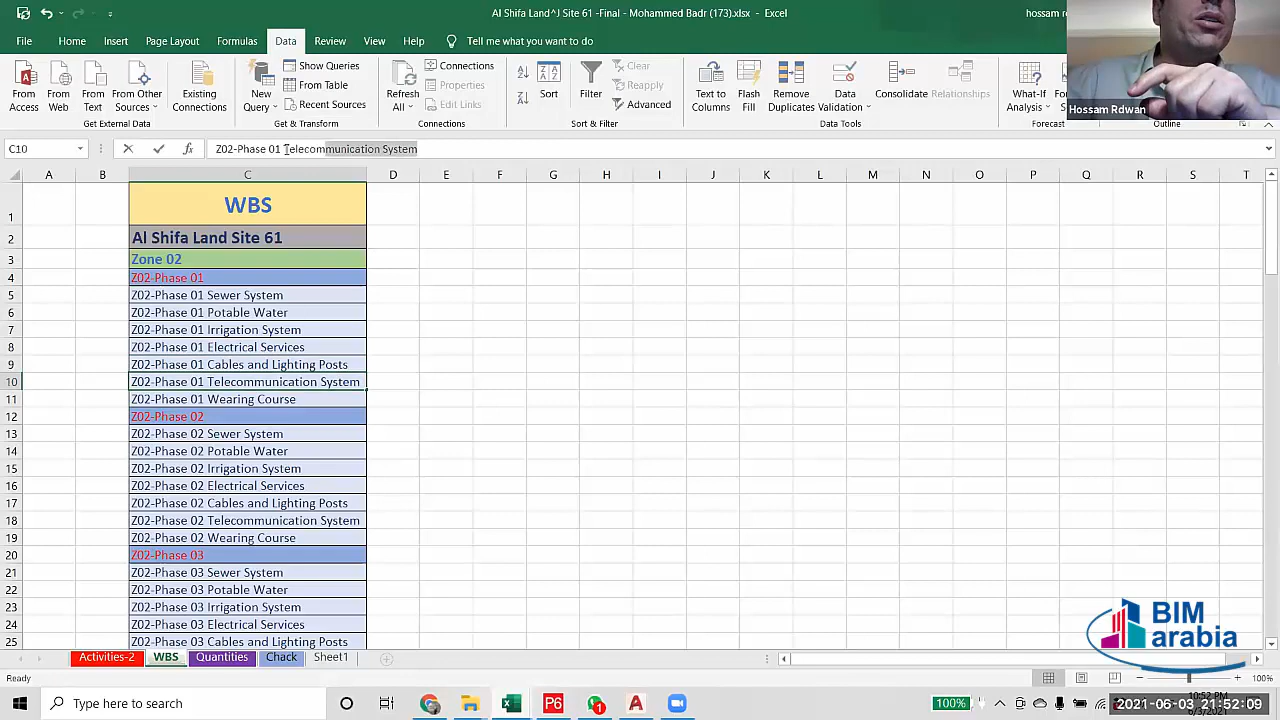 Al Shifa Land^J Site 61 -Final - Mohammed Badr (173).xlsx - Excel
File Home Insert Page Layout Formulas Data Review View Help Tell me what you want to do
From Access
From Web
From Text
From Other Sources
Existing Connections
Get External Data
New Query
Show Queries
From Table
Recent Sources
Get & Transform
Refresh All
Connections
Properties
Edit Links
Connections
Sort
Filter
Clear
Reapply
Advanced
Sort & Filter
Text to Columns
Flash Fill
Remove Duplicates
Data Validation
Consolidate
Relationships
Data Tools
What-If Analysis
Forecast
Outline
Hossam Rdwan
C10
fx
Z02-Phase 01 Telecommunication System
A B C D E F G H I J K L M N O P Q R S T
1 WBS
2 Al Shifa Land Site 61
3 Zone 02
4 Z02-Phase 01
5 Z02-Phase 01 Sewer System
6 Z02-Phase 01 Potable Water
7 Z02-Phase 01 Irrigation System
8 Z02-Phase 01 Electrical Services
9 Z02-Phase 01 Cables and Lighting Posts
10 Z02-Phase 01 Telecommunication System
11 Z02-Phase 01 Wearing Course
12 Z02-Phase 02
13 Z02-Phase 02 Sewer System
14 Z02-Phase 02 Potable Water
15 Z02-Phase 02 Irrigation System
16 Z02-Phase 02 Electrical Services
17 Z02-Phase 02 Cables and Lighting Posts
18 Z02-Phase 02 Telecommunication System
19 Z02-Phase 02 Wearing Course
20 Z02-Phase 03
21 Z02-Phase 03 Sewer System
22 Z02-Phase 03 Potable Water
23 Z02-Phase 03 Irrigation System
24 Z02-Phase 03 Electrical Services
25 Z02-Phase 03 Cables and Lighting Posts
BIM
arabia
Activities-2 WBS Quantities Chack Sheet1
Ready
100%
Type here to search
P6
100%
10:52 PM
2021-06-03 21:52:09